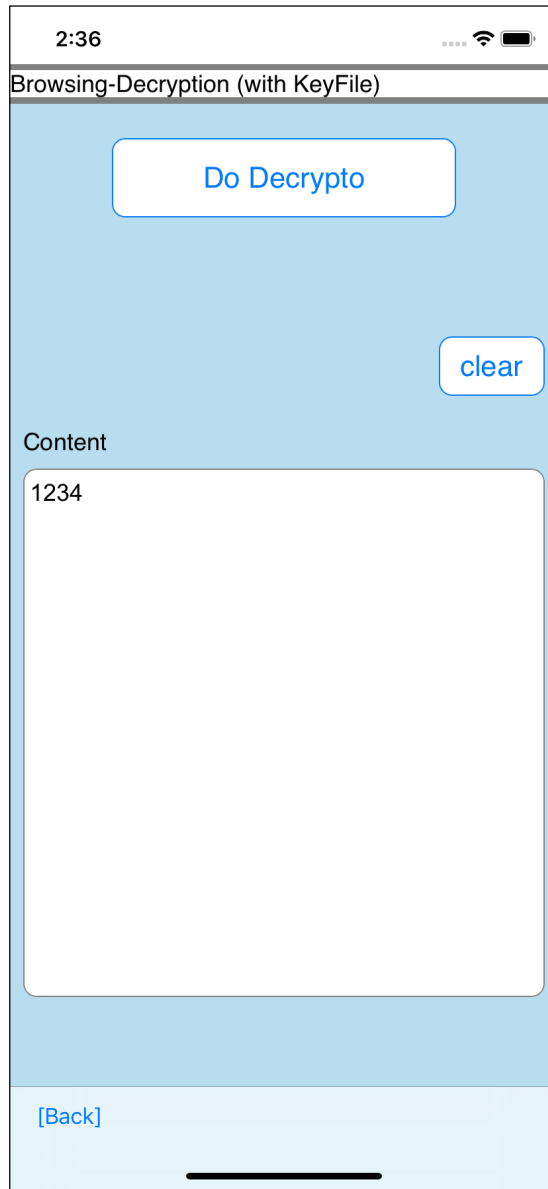 2:36
Browsing-Decryption (with KeyFile)
Do Decrypto
clear
Content
1234
[Back]